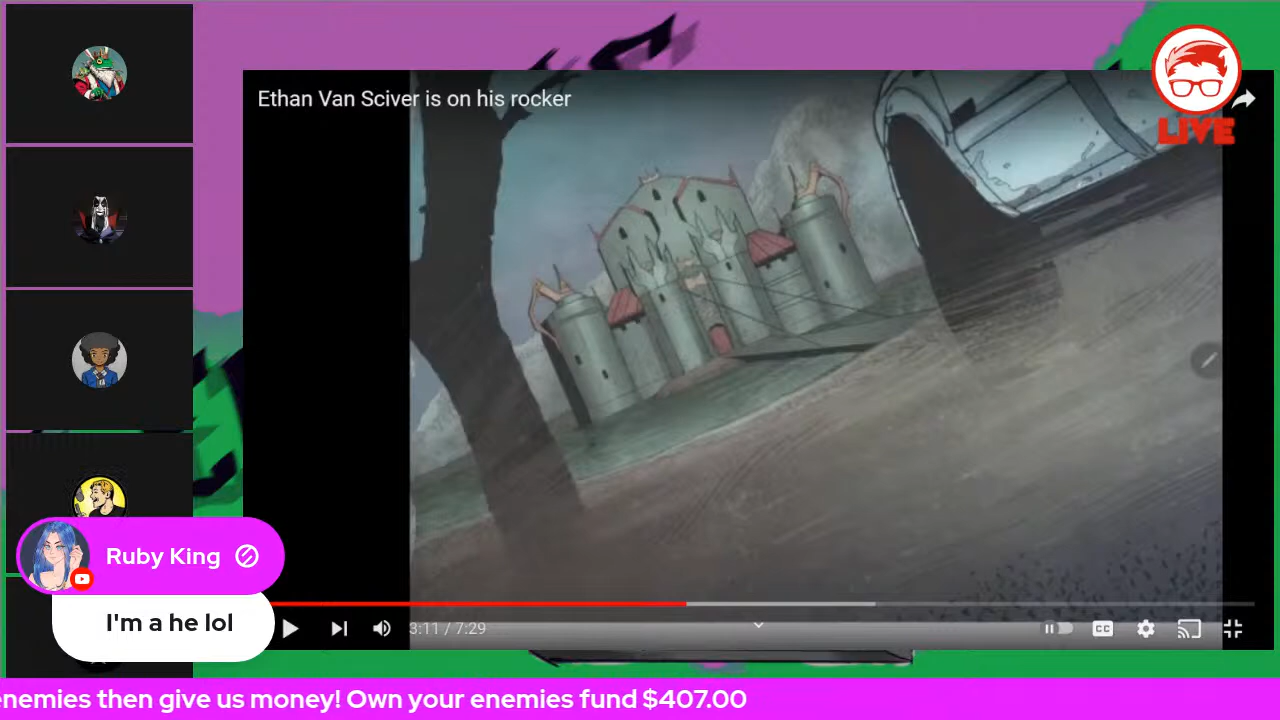 Ethan Van Sciver is on his rocker
LIVE
Ruby King
I'm a he lol
3:11 / 7:29
CC
enemies then give us money! Own your enemies fund $407.00